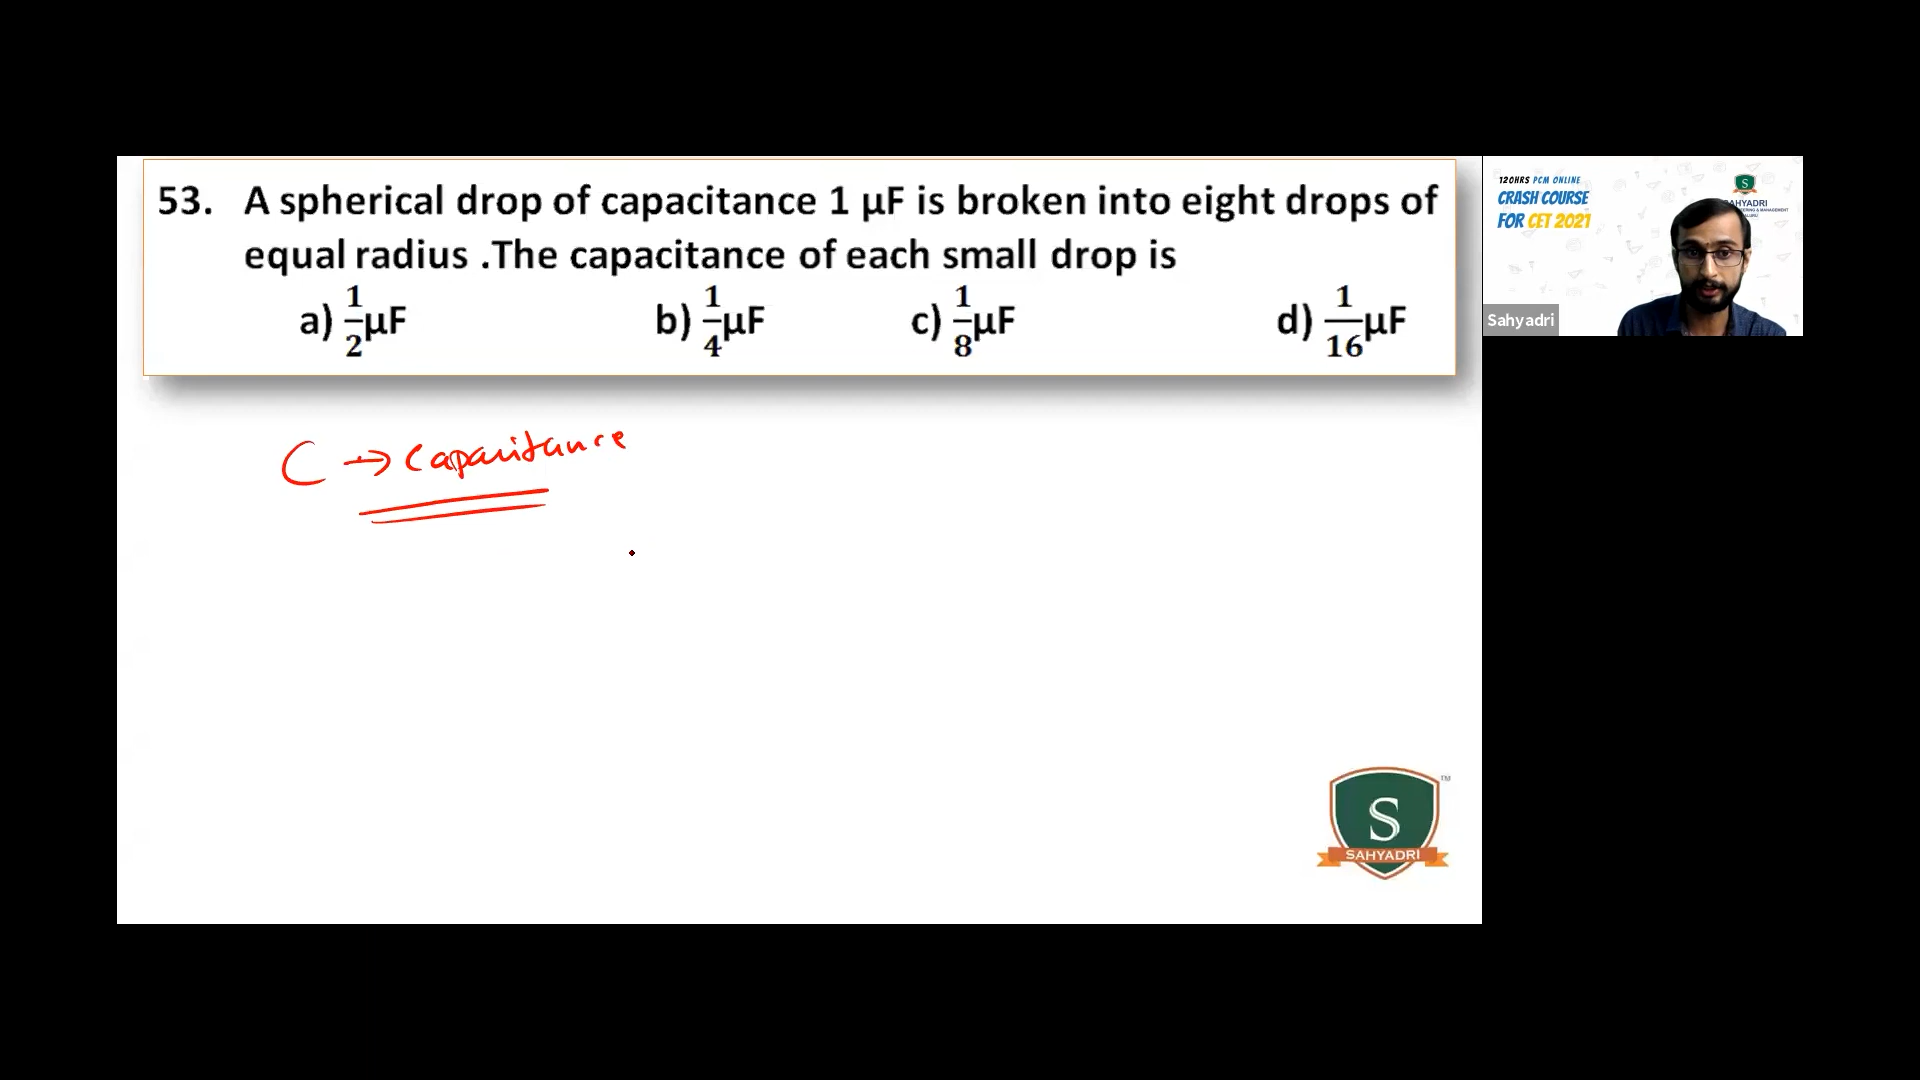 53. A spherical drop of capacitance 1 μF is broken into eight drops of
equal radius .The capacitance of each small drop is
a) 1/2 μF b) 1/4 μF c) 1/8 μF d) 1/16 μF
C → Capacitance
120HRS PCM ONLINE
CRASH COURSE
FOR CET 2021
S
SAHYADRI
Sahyadri
S
TM
SAHYADRI